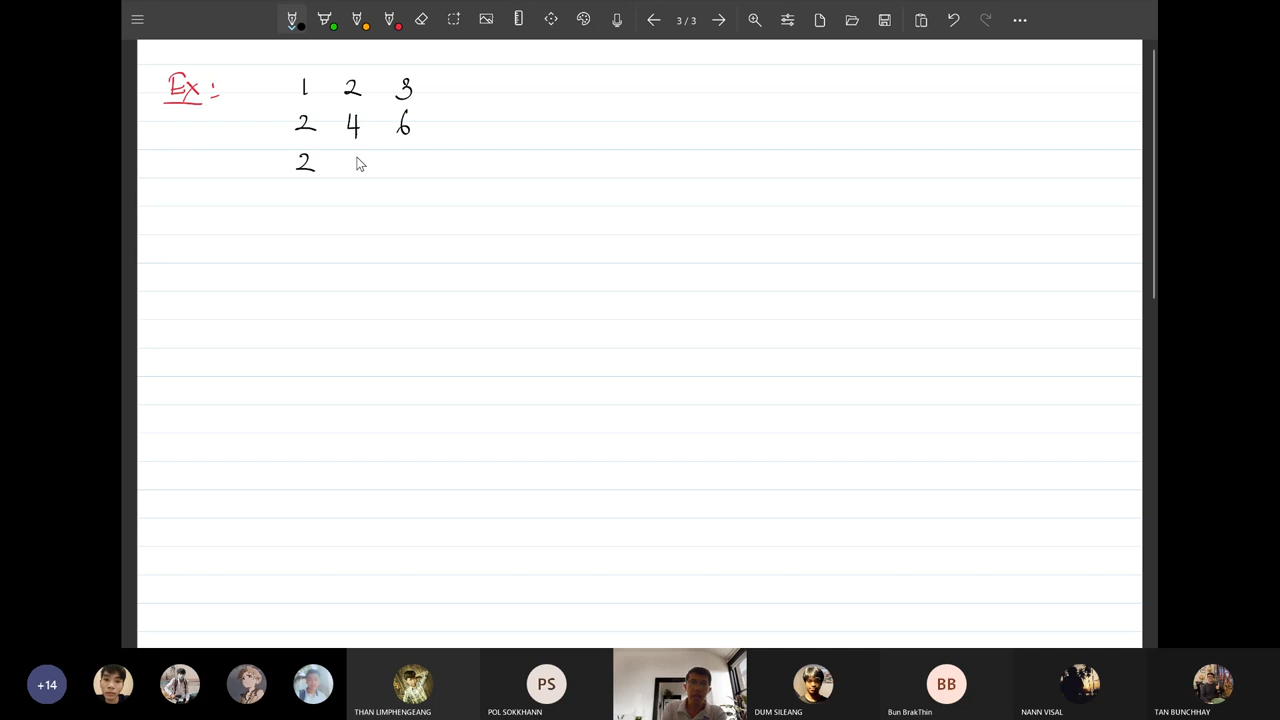 3/3
Ex: 1 2 3
2 4 6
2
+14
THAN LIMPHENGEANG
PS
POL SOKKHANN
DUM SILEANG
BB
Bun BrakThin
NANN VISAL
TAN BUNCHHAY